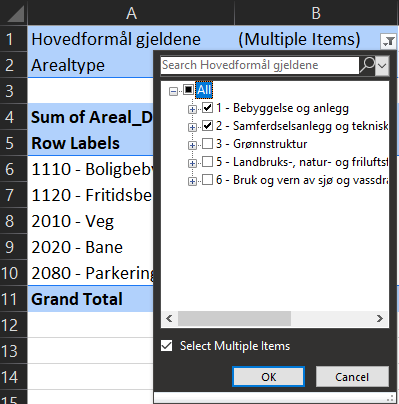 A B
1 Hovedformål gjeldene (Multiple Items)
2 Arealtype
Search Hovedformål gjeldene
3
All
4 Sum of Areal_D
1 - Bebyggelse og anlegg
5 Row Labels
2 - Samferdselsanlegg og teknisk
6 1110 - Boligbeby
3 - Grønnstruktur
7 1120 - Fritidsbe
5 - Landbruks-, natur- og friluftsf
8 2010 - Veg
6 - Bruk og vern av sjø og vassdra
9 2020 - Bane
10 2080 - Parkering
11 Grand Total
12
13
Select Multiple Items
14
OK Cancel
15